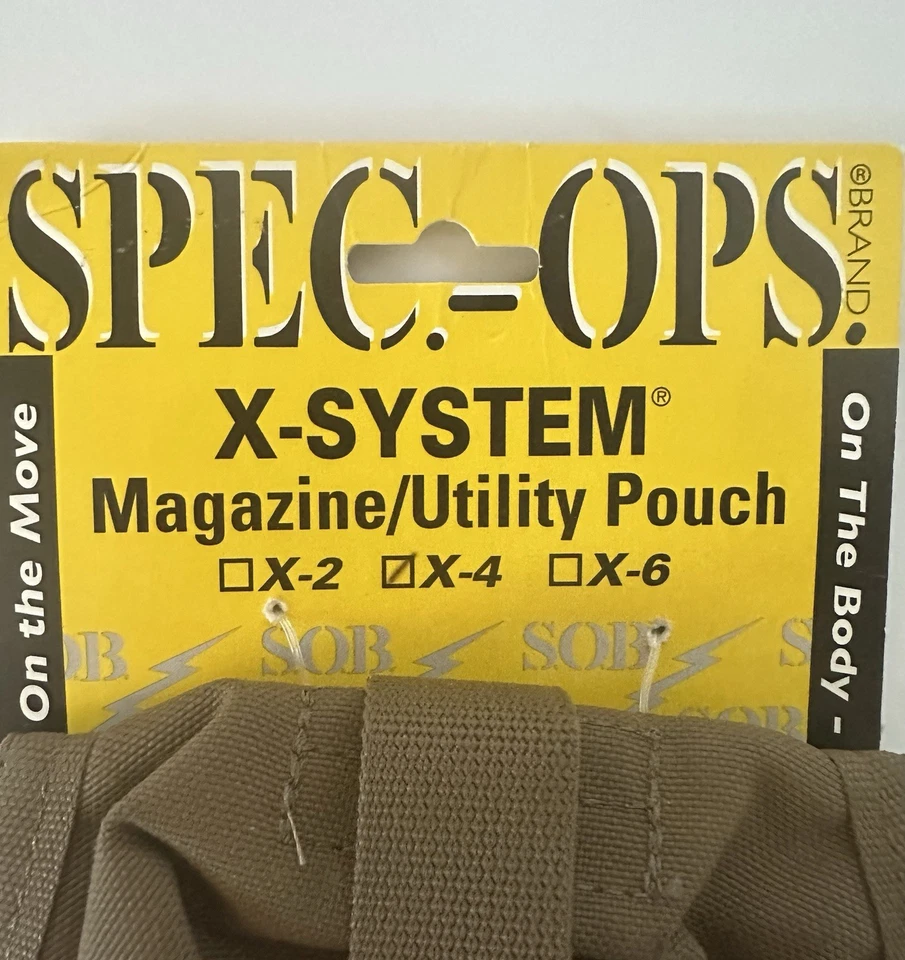 SPEC.-OPS.
®BRAND
X-SYSTEM®
Magazine/Utility Pouch
☐X-2 ☑X-4 ☐X-6
On the Move
On The Body -
OB SOB SOB S
SOB